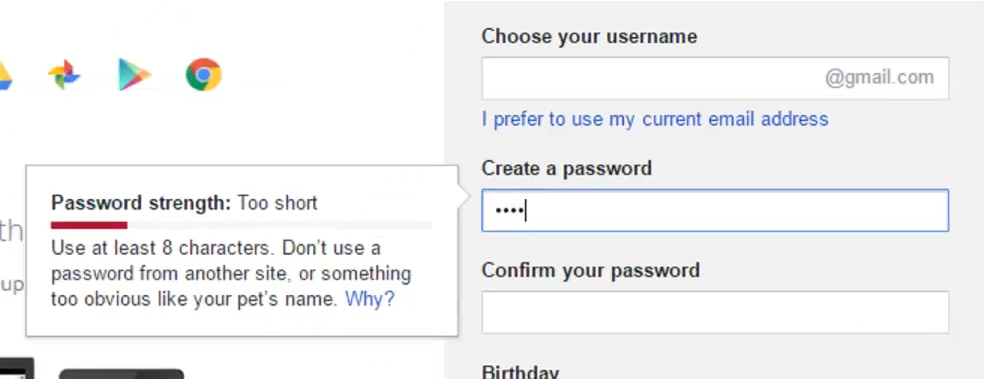 Choose your username
@gmail.com
I prefer to use my current email address
Create a password
••••
Password strength: Too short
Use at least 8 characters. Don't use a
password from another site, or something
too obvious like your pet's name. Why?
th
up
Confirm your password
Birthday